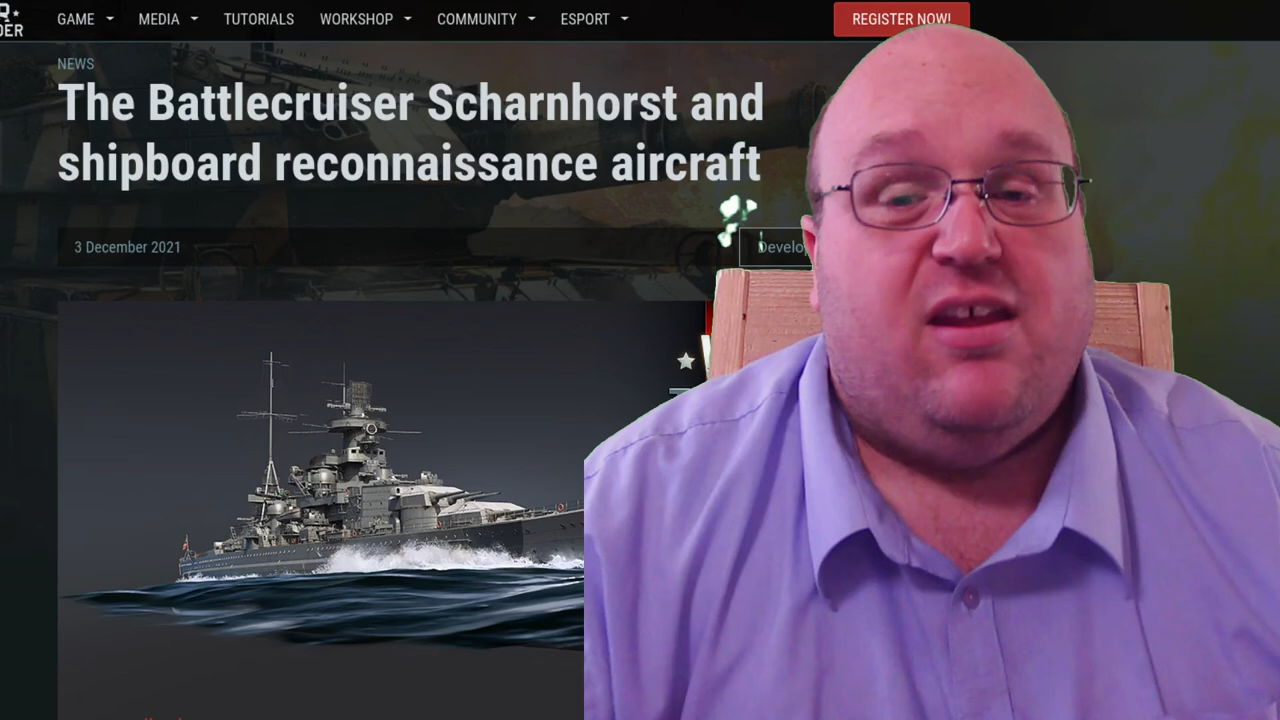 GAME MEDIA TUTORIALS WORKSHOP COMMUNITY ESPORT REGISTER NOW!
NEWS
The Battlecruiser Scharnhorst and
shipboard reconnaissance aircraft
3 December 2021